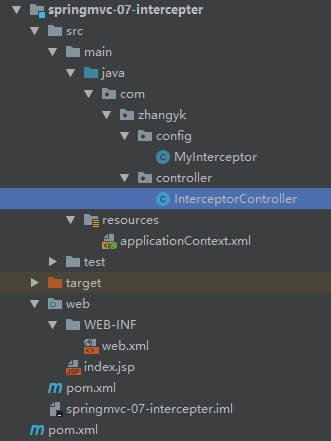 springmvc-07-intercepter
src
main
java
com
zhangyk
config
MyInterceptor
controller
InterceptorController
resources
applicationContext.xml
test
target
web
WEB-INF
web.xml
index.jsp
pom.xml
springmvc-07-intercepter.iml
pom.xml